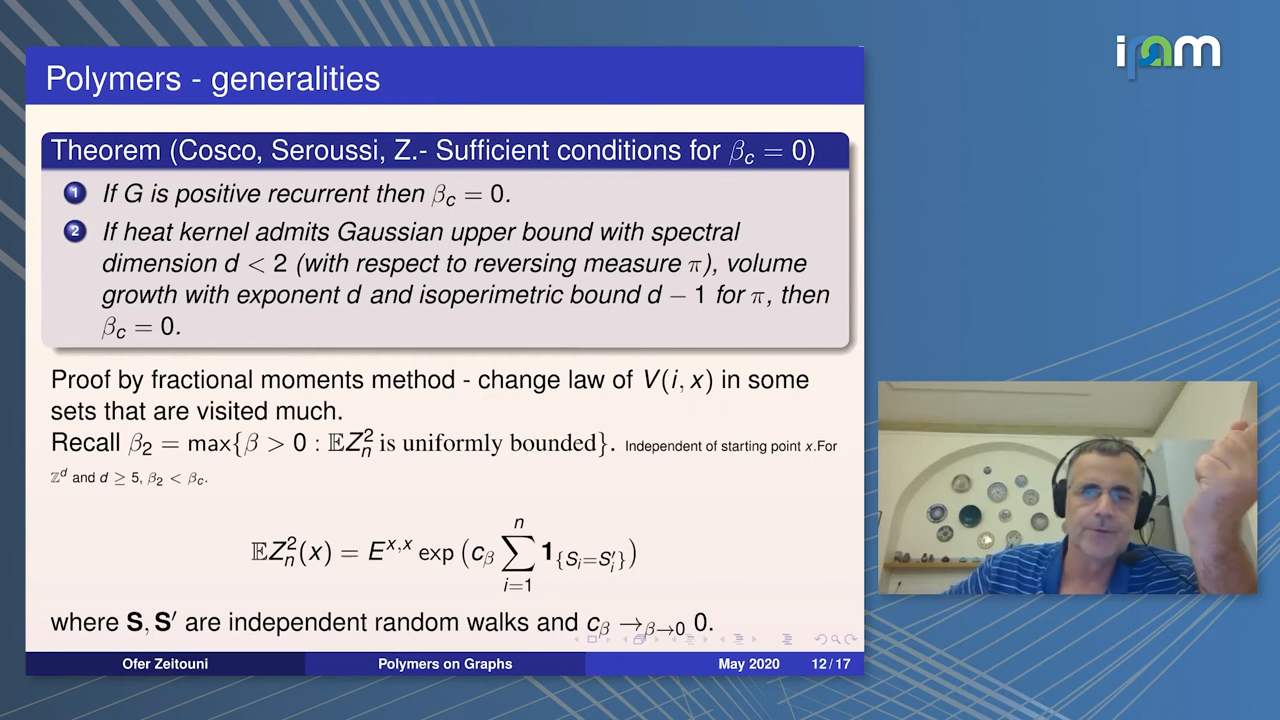 ipam
Polymers - generalities
Theorem (Cosco, Seroussi, Z.- Sufficient conditions for β_c = 0)
1 If G is positive recurrent then β_c = 0.
2 If heat kernel admits Gaussian upper bound with spectral
dimension d < 2 (with respect to reversing measure π), volume
growth with exponent d and isoperimetric bound d − 1 for π, then
β_c = 0.
Proof by fractional moments method - change law of V(i, x) in some
sets that are visited much.
Recall β_2 = max{β > 0 : 𝔼Z_n^2 is uniformly bounded}. Independent of starting point x.For
ℤ^d and d ≥ 5, β_2 < β_c.
𝔼Z_n^2(x) = E^{x,x} exp (c_β ∑_{i=1}^{n} 1_{{S_i=S'_i}})
where S, S′ are independent random walks and c_β →_{β→0} 0.
Ofer Zeitouni Polymers on Graphs May 2020 12 / 17